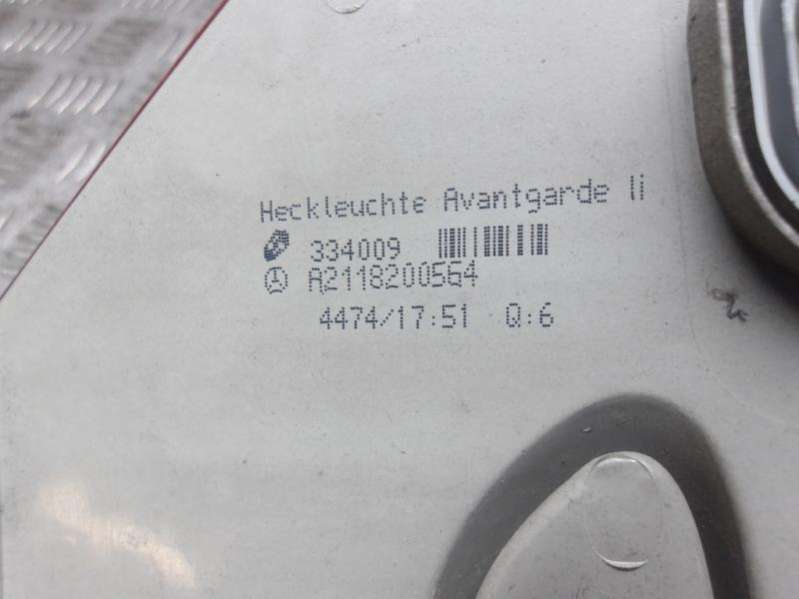 Heckleuchte Avantgarde li
334009
A2118200564
4474/17:51 Q:6